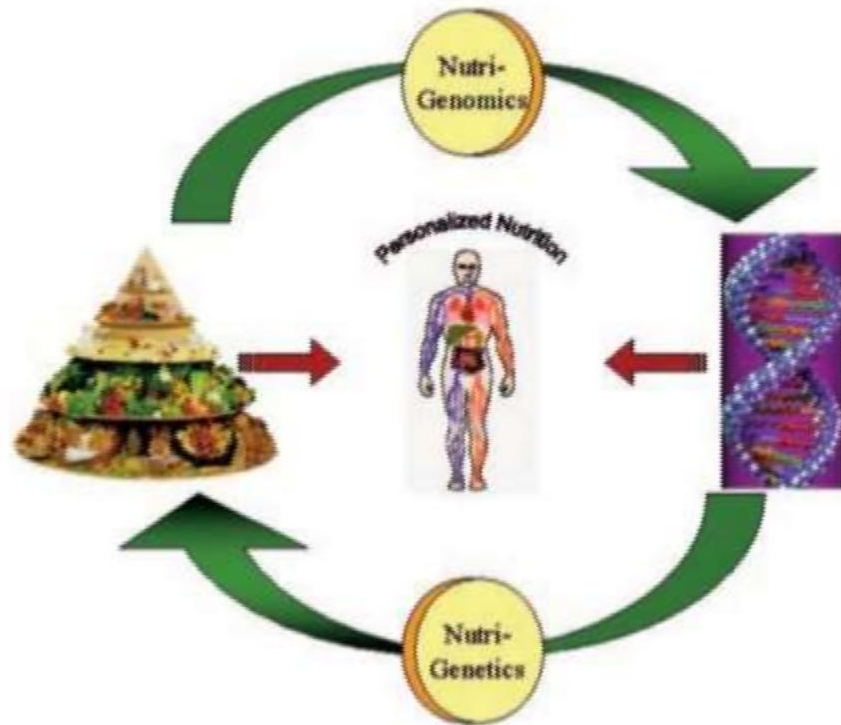 Nutri-
Genomics
Personalized Nutrition
Nutri-
Genetics